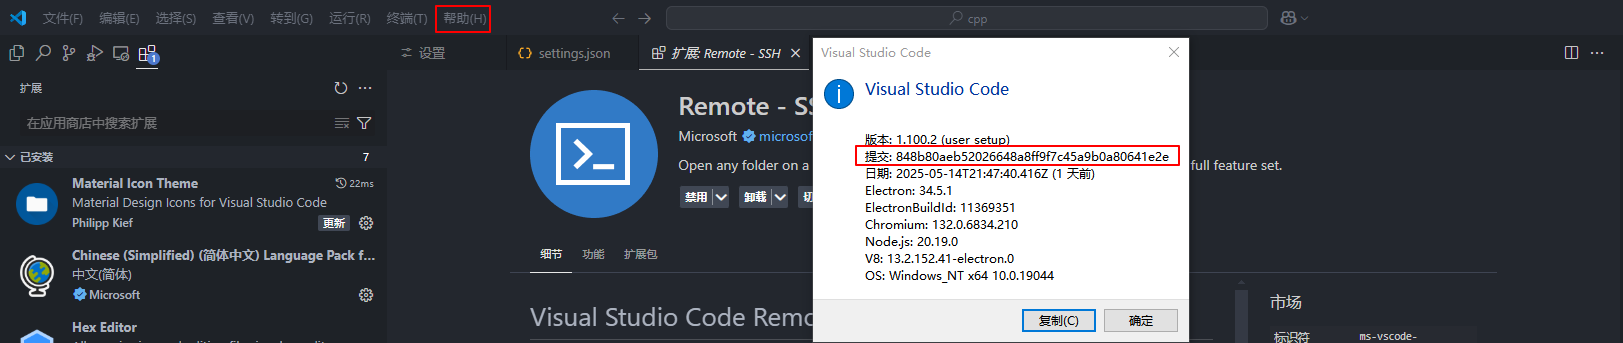 文件(F) 编辑(E) 选择(S) 查看(V) 转到(G) 运行(R) 终端(T) 帮助(H) cpp
设置 settings.json 扩展: Remote - SSH
1
扩展
在应用商店中搜索扩展
已安装 7
Material Icon Theme 22ms
Material Design Icons for Visual Studio Code
Philipp Kief 更新
Chinese (Simplified) (简体中文) Language Pack f...
中文(简体)
Microsoft
Hex Editor
Remote - S
Microsoft microsof
Open any folder on a full feature set.
禁用 卸载
细节 功能 扩展包
Visual Studio Code Remo
市场
标识符 ms-vscode-
Visual Studio Code
Visual Studio Code
版本: 1.100.2 (user setup)
提交: 848b80aeb52026648a8ff9f7c45a9b0a80641e2e
日期: 2025-05-14T21:47:40.416Z (1 天前)
Electron: 34.5.1
ElectronBuildId: 11369351
Chromium: 132.0.6834.210
Node.js: 20.19.0
V8: 13.2.152.41-electron.0
OS: Windows_NT x64 10.0.19044
复制(C) 确定